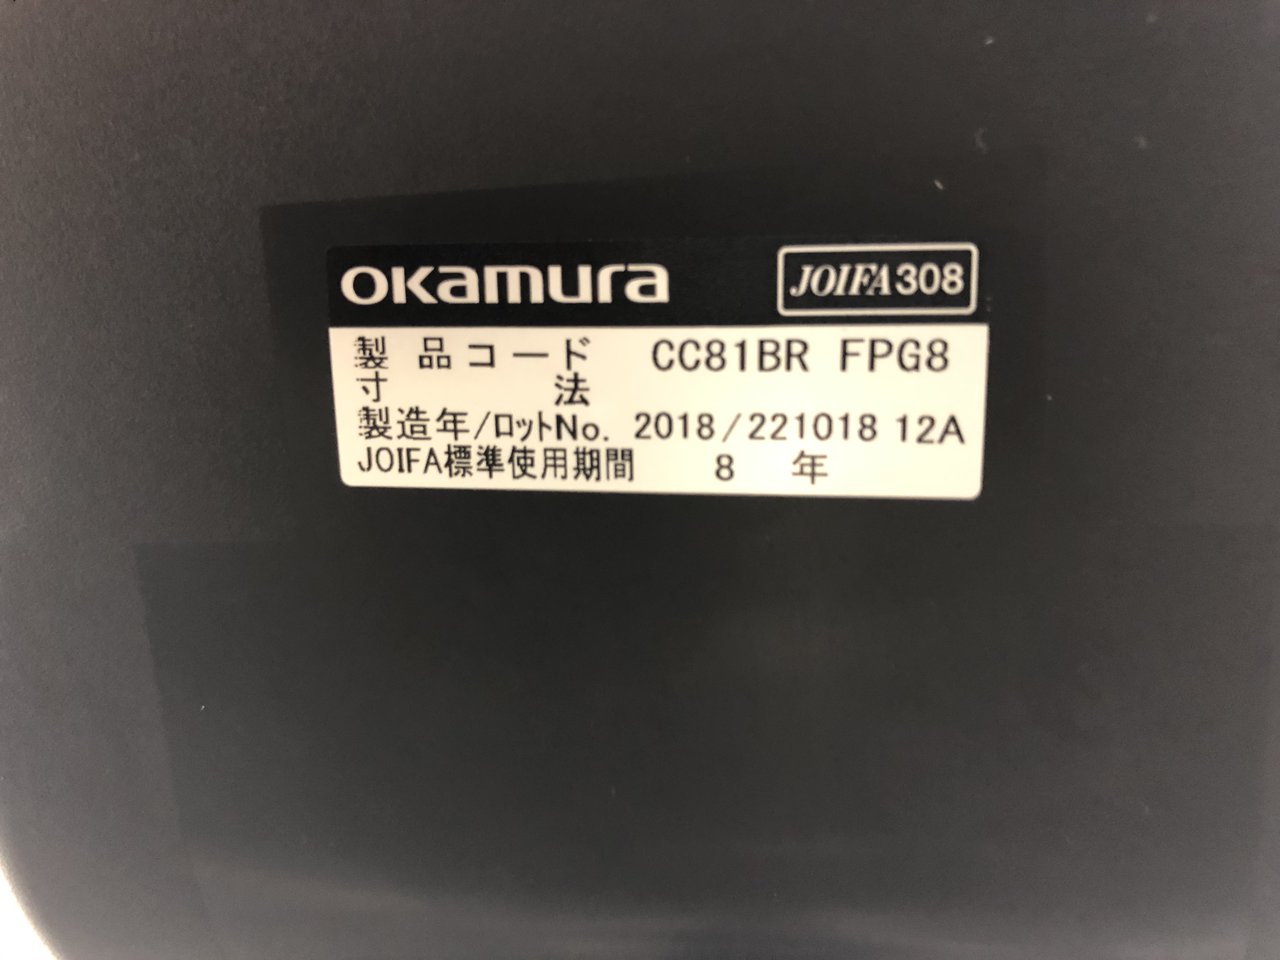 okamura
JOIFA308
製品コード CC81BR FPG8
寸法
製造年/ロットNo. 2018/221018 12A
JOIFA標準使用期間 8 年